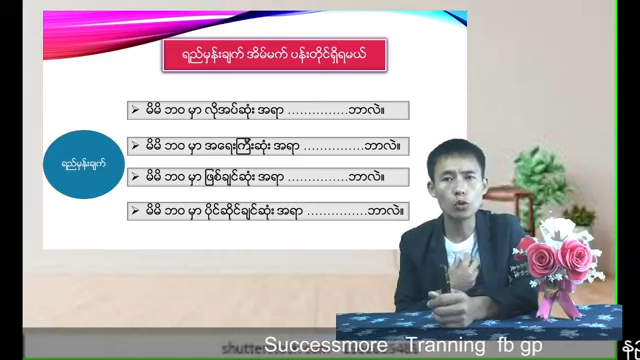 ရည်မှန်းချက် အိမ်မက် ပန်းတိုင်ရှိရမယ်
ရည်မှန်းချက်
➢ မိမိ ဘဝ မှာ လိုအပ်ဆုံး အရာ ...............ဘာလဲ။
➢ မိမိ ဘဝ မှာ အရေးကြီးဆုံး အရာ ...............ဘာလဲ။
➢ မိမိ ဘဝ မှာ ဖြစ်ချင်ဆုံး အရာ ...............ဘာလဲ။
➢ မိမိ ဘဝ မှာ ပိုင်ဆိုင်ချင်ဆုံး အရာ ...............ဘာလဲ။
Successmore Tranning fb gp